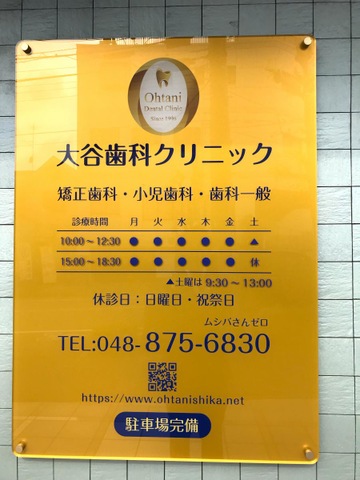 Ohtani
Dental Clinic
Since 1996
大谷歯科クリニック
矯正歯科・小児歯科・歯科一般
診療時間 月 火 水 木 金 土
10:00〜12:30 ● ● ● ● ● ▲
15:00〜18:30 ● ● ● ● ● 休
▲土曜は 9:30〜13:00
休診日：日曜日・祝祭日
ムシバさんゼロ
TEL:048-875-6830
https://www.ohtanishika.net
駐車場完備